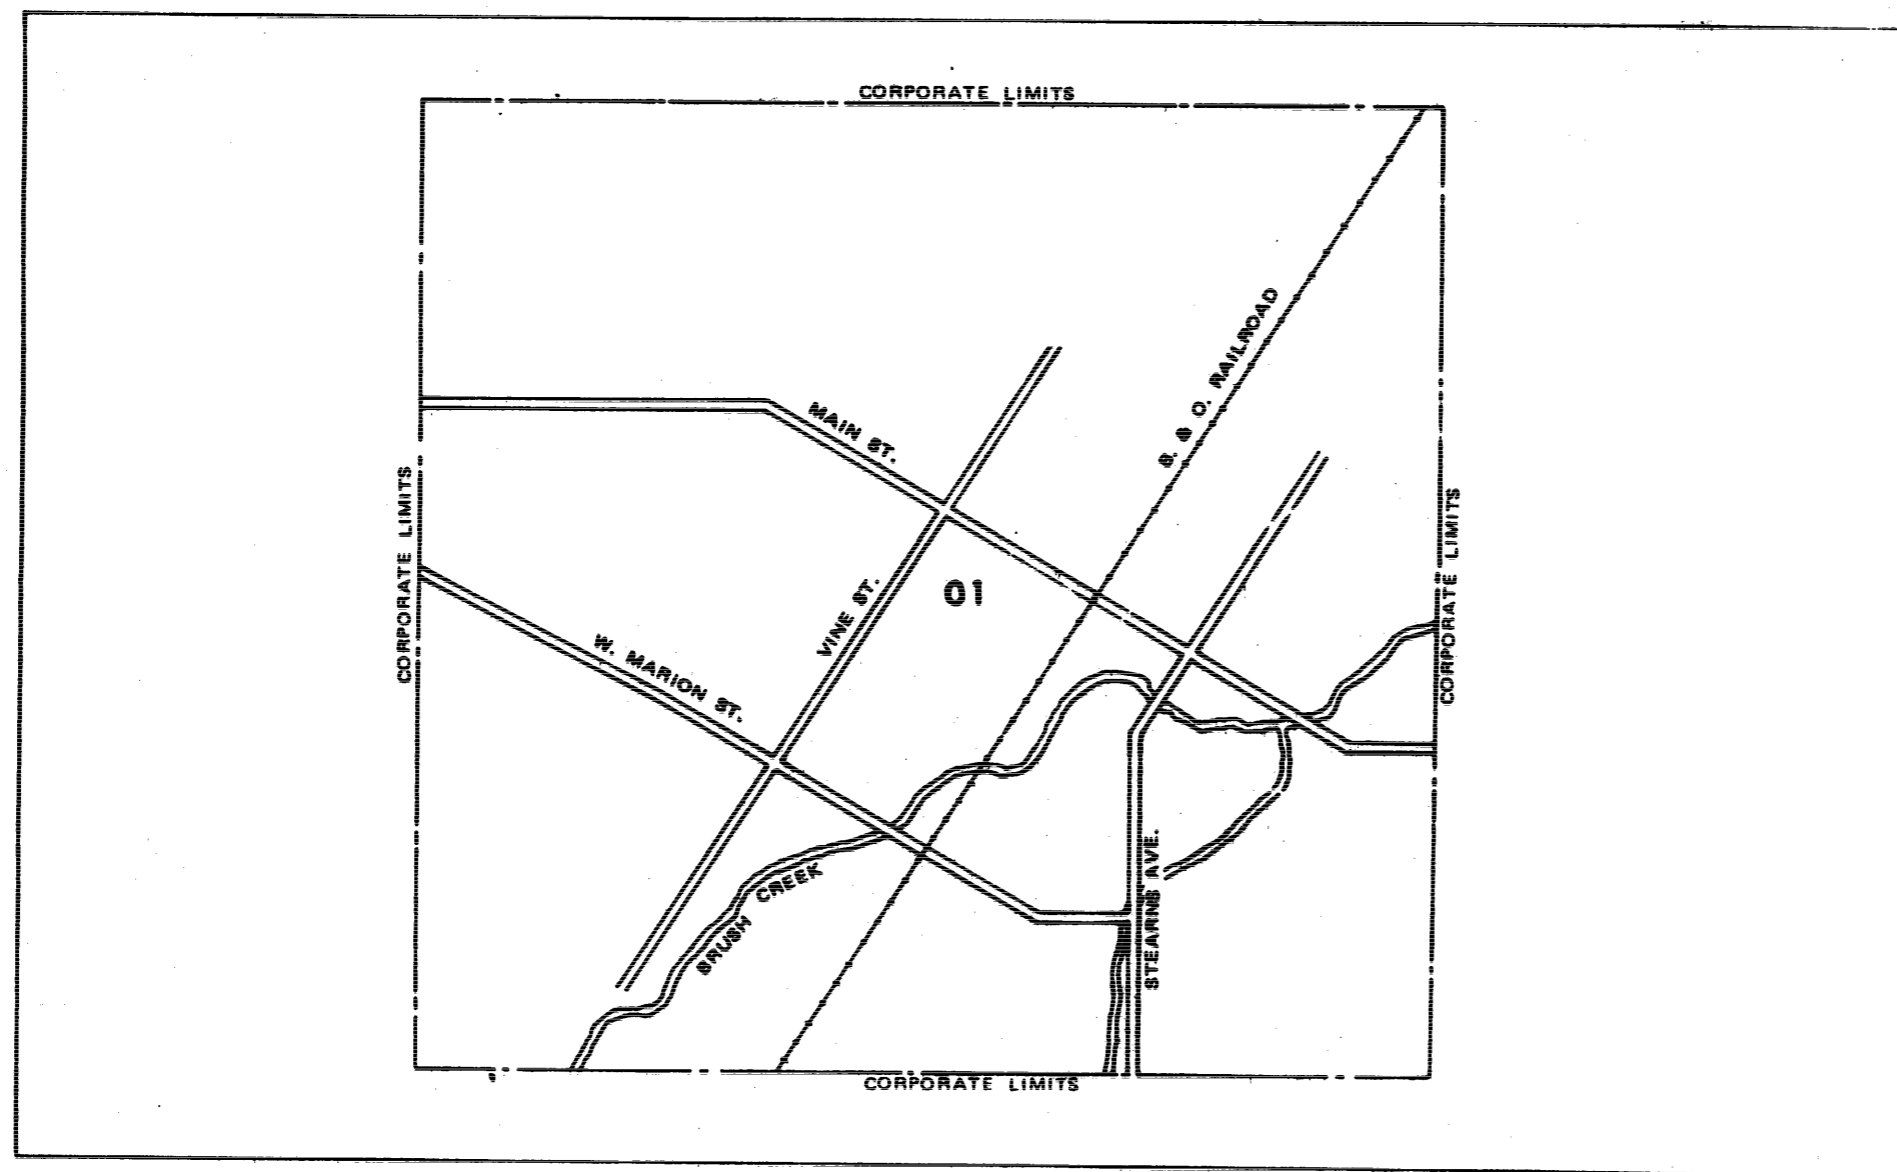 CORPORATE LIMITS
B. & O. RAILROAD
MAIN ST.
CORPORATE LIMITS
CORPORATE LIMITS
VINE ST.
01
W. MARION ST.
BRUSH CREEK
STEARNS AVE.
CORPORATE LIMITS